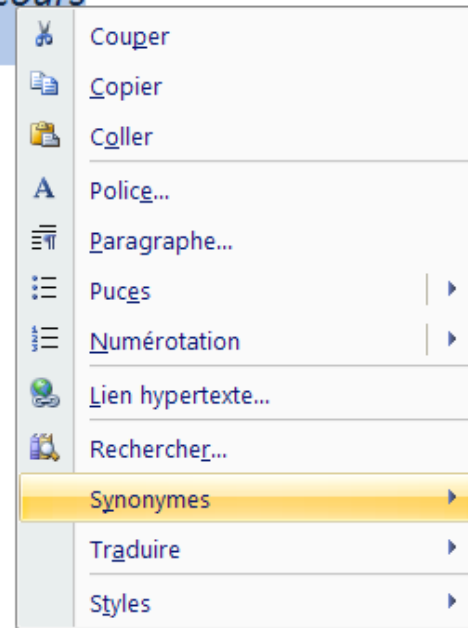 Couper
Copier
Coller
Police...
Paragraphe...
Puces
Numérotation
Lien hypertexte...
Rechercher...
Synonymes
Traduire
Styles